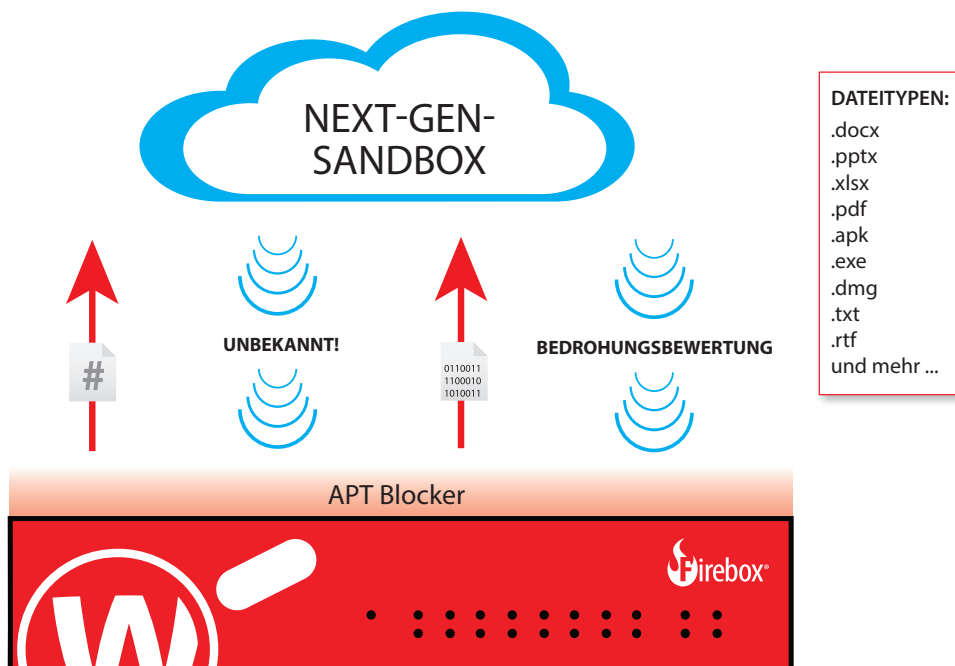 NEXT-GEN-
SANDBOX
DATEITYPEN:
.docx
.pptx
.xlsx
.pdf
.apk
.exe
.dmg
.txt
.rtf
und mehr ...
#
UNBEKANNT!
0110011
1100010
1010011
BEDROHUNGSBEWERTUNG
APT Blocker
Firebox®
W